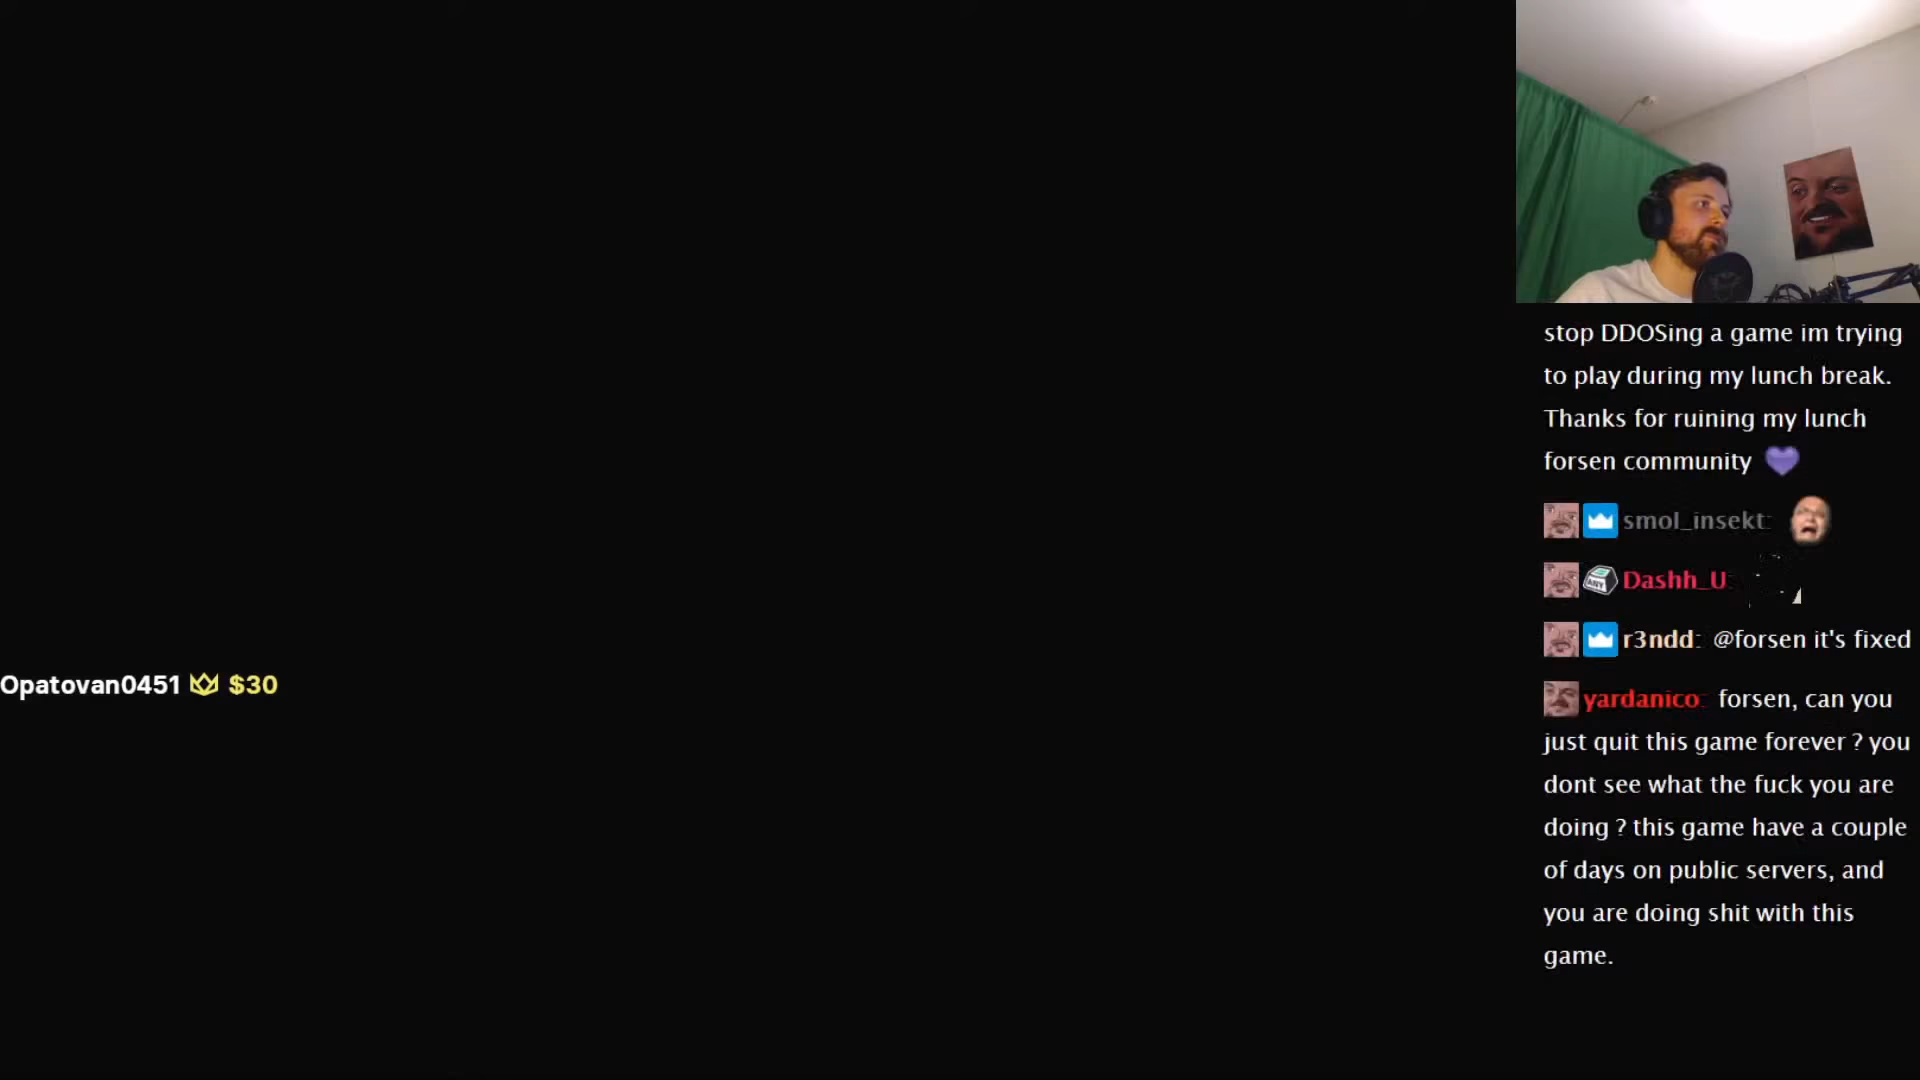 stop DDOSing a game im trying
to play during my lunch break.
Thanks for ruining my lunch
forsen community
smol_insekt:
Dashh_U:
r3ndd: @forsen it's fixed
Opatovan0451 $30
yardanico: forsen, can you
just quit this game forever ? you
dont see what the fuck you are
doing ? this game have a couple
of days on public servers, and
you are doing shit with this
game.